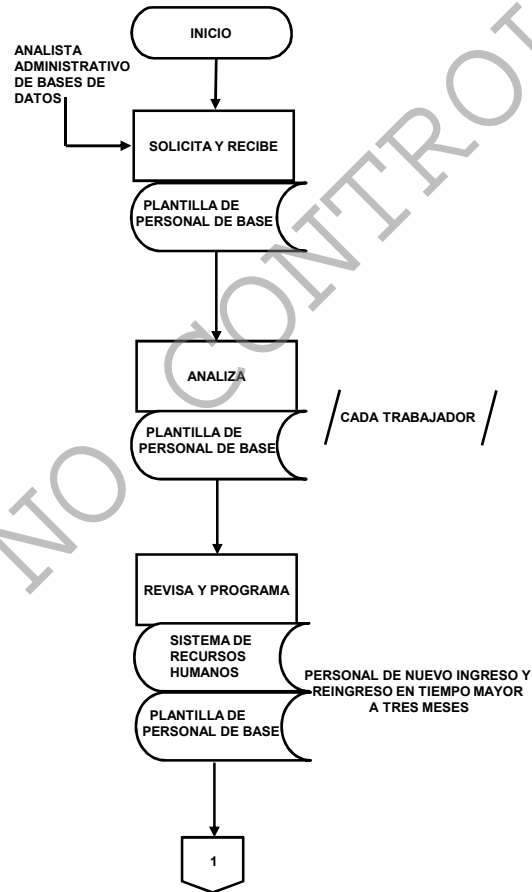 INICIO
ANALISTA
ADMINISTRATIVO
DE BASES DE
DATOS
SOLICITA Y RECIBE
PLANTILLA DE
PERSONAL DE BASE
ANALIZA
PLANTILLA DE
PERSONAL DE BASE
CADA TRABAJADOR
REVISA Y PROGRAMA
SISTEMA DE
RECURSOS
HUMANOS
PLANTILLA DE
PERSONAL DE BASE
PERSONAL DE NUEVO INGRESO Y
REINGRESO EN TIEMPO MAYOR
A TRES MESES
1
NO CONTROL